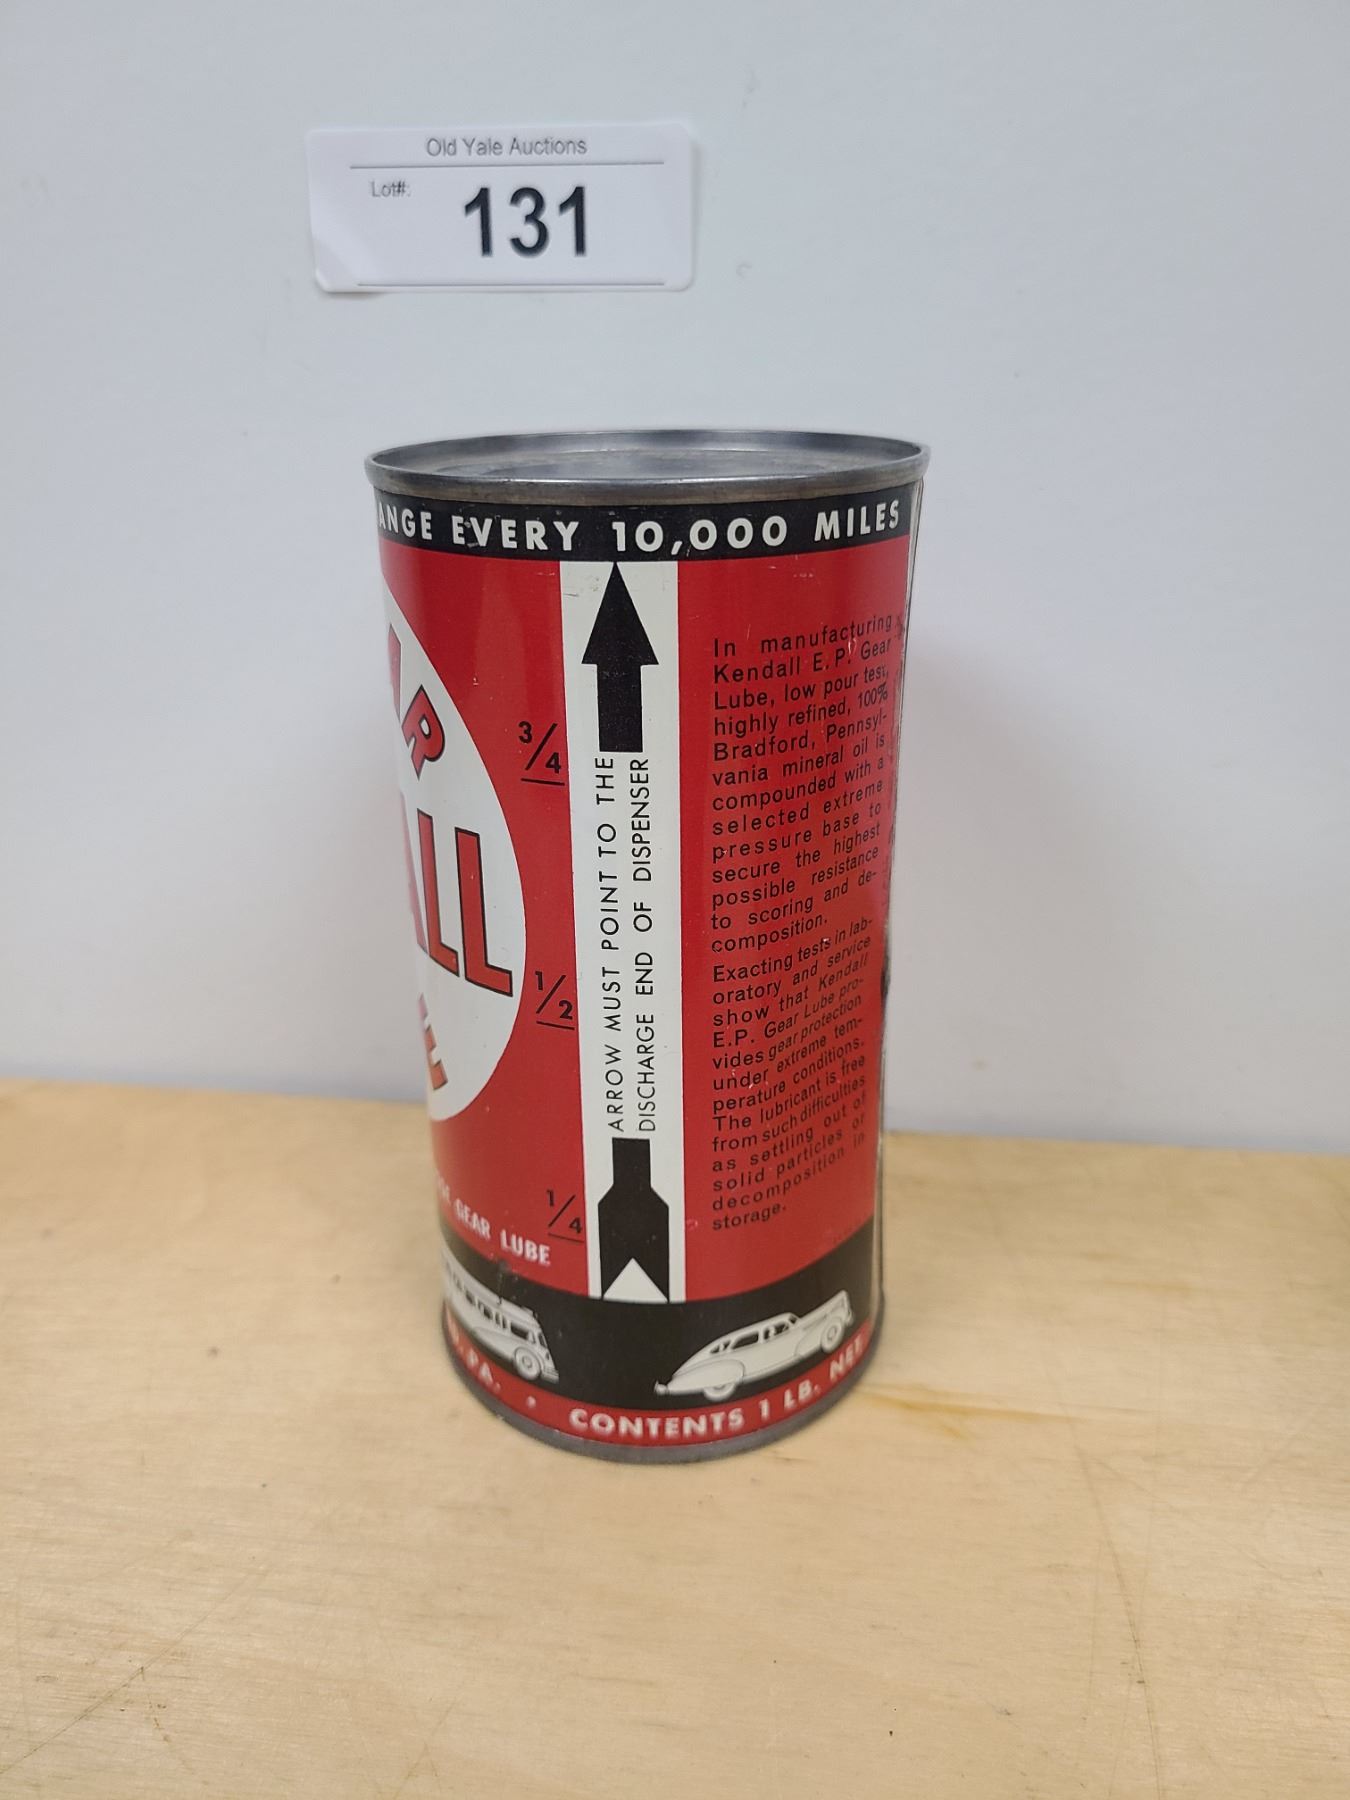 Old Yale Auctions
Lot#:
131
ANGE EVERY 10,000 MILES
AR
ALL
E
3/4
1/2
1/4
ARROW MUST POINT TO THE
DISCHARGE END OF DISPENSER
In manufacturing
Kendall E.P. Gear
Lube, low pour test,
highly refined, 100%
Bradford, Pennsyl-
vania mineral oil is
compounded with a
selected extreme
pressure base to
secure the highest
possible resistance
to scoring and de-
composition.
Exacting tests in lab-
oratory and service
show that Kendall
E.P. Gear Lube pro-
vides gear protection
under extreme tem-
perature conditions.
The lubricant is free
from such difficulties
as settling out of
solid particles or
decomposition in
storage.
GEAR LUBE
PA. • CONTENTS 1 LB. NET